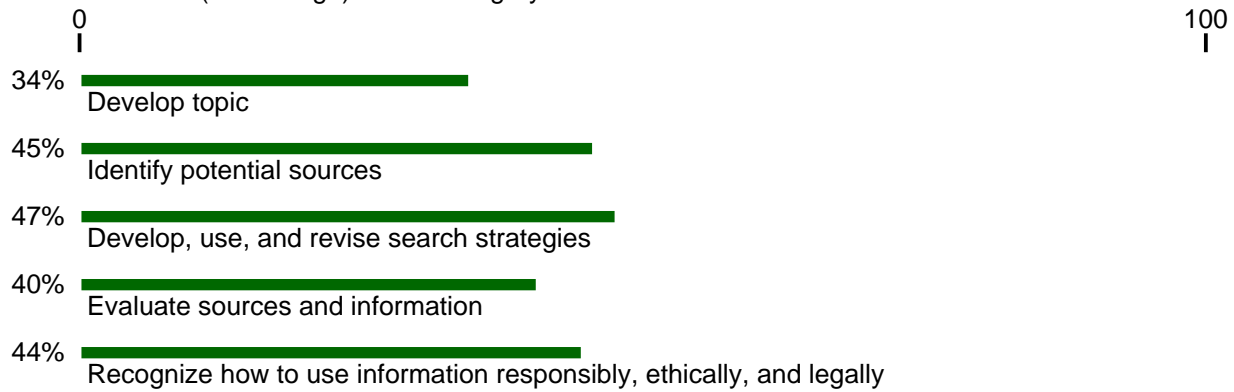 0 100
34%
Develop topic
45%
Identify potential sources
47%
Develop, use, and revise search strategies
40%
Evaluate sources and information
44%
Recognize how to use information responsibly, ethically, and legally